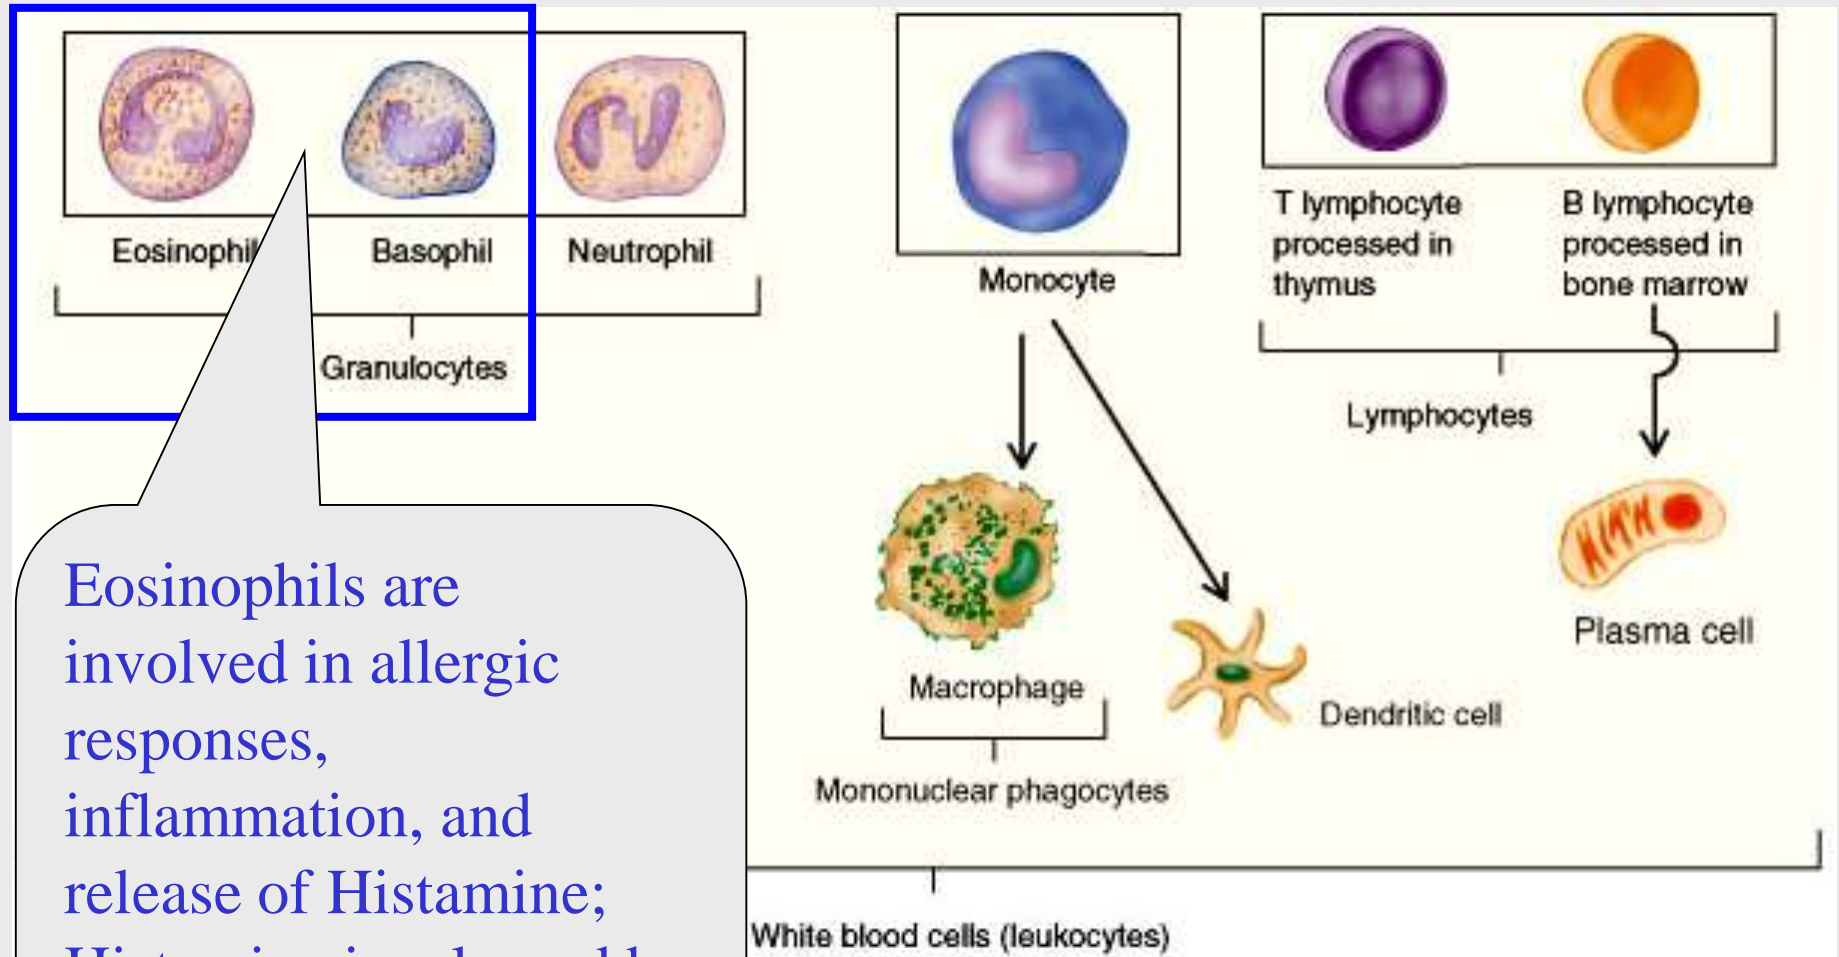 Eosinophil
Basophil
Neutrophil
Granulocytes
Monocyte
T lymphocyte
processed in
thymus
B lymphocyte
processed in
bone marrow
Lymphocytes
Macrophage
Mononuclear phagocytes
Dendritic cell
Plasma cell
Eosinophils are
involved in allergic
responses,
inflammation, and
release of Histamine;
White blood cells (leukocytes)